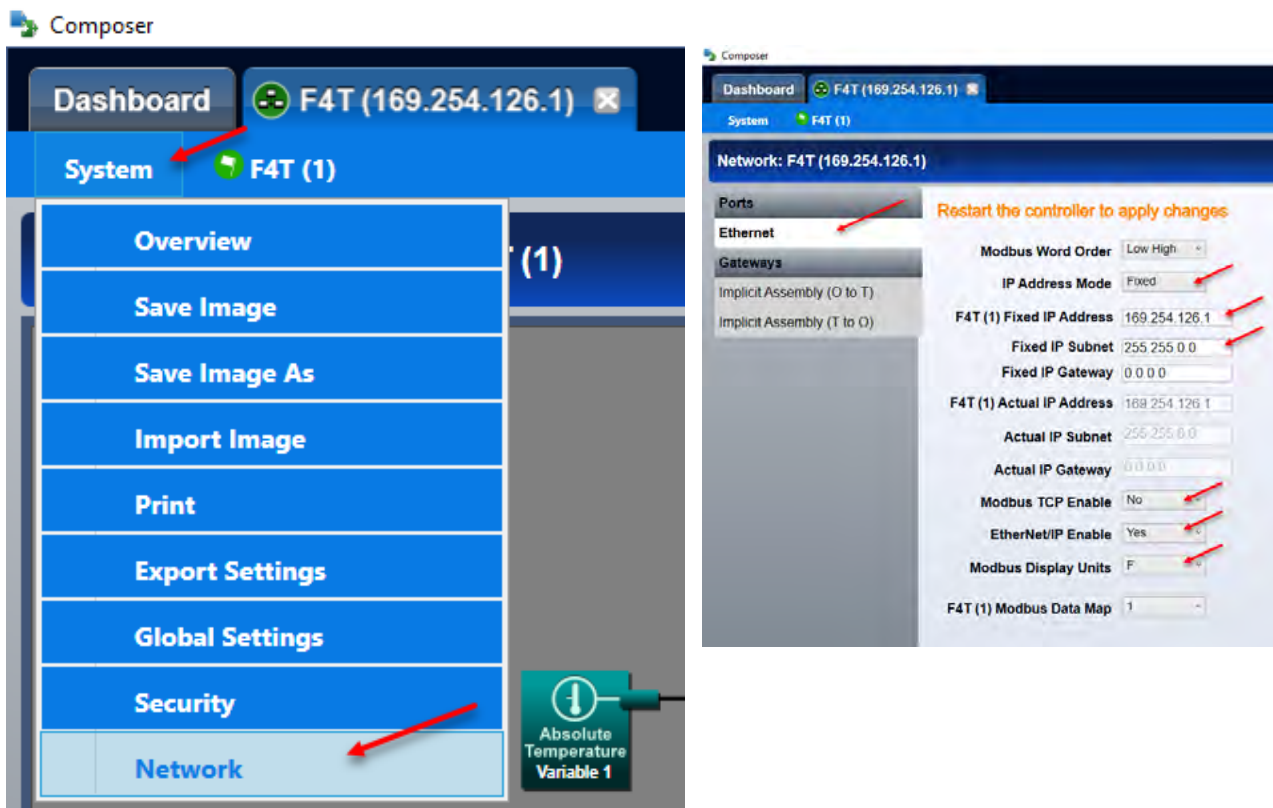 Composer
Dashboard
F4T (169.254.126.1)
System
F4T (1)
Overview
(1)
Save Image
Save Image As
Import Image
Print
Export Settings
Global Settings
Security
Network
Absolute
Temperature
Variable 1
Composer
Dashboard
F4T (169.254.126.1)
System
F4T (1)
Network: F4T (169.254.126.1)
Ports
Ethernet
Gateways
Implicit Assembly (O to T)
Implicit Assembly (T to O)
Restart the controller to apply changes
Modbus Word Order Low High
IP Address Mode Fixed
F4T (1) Fixed IP Address 169.254.126.1
Fixed IP Subnet 255.255.0.0
Fixed IP Gateway 0.0.0.0
F4T (1) Actual IP Address 169.254.126.1
Actual IP Subnet 255.255.0.0
Actual IP Gateway 0.0.0.0
Modbus TCP Enable No
EtherNet/IP Enable Yes
Modbus Display Units F
F4T (1) Modbus Data Map 1